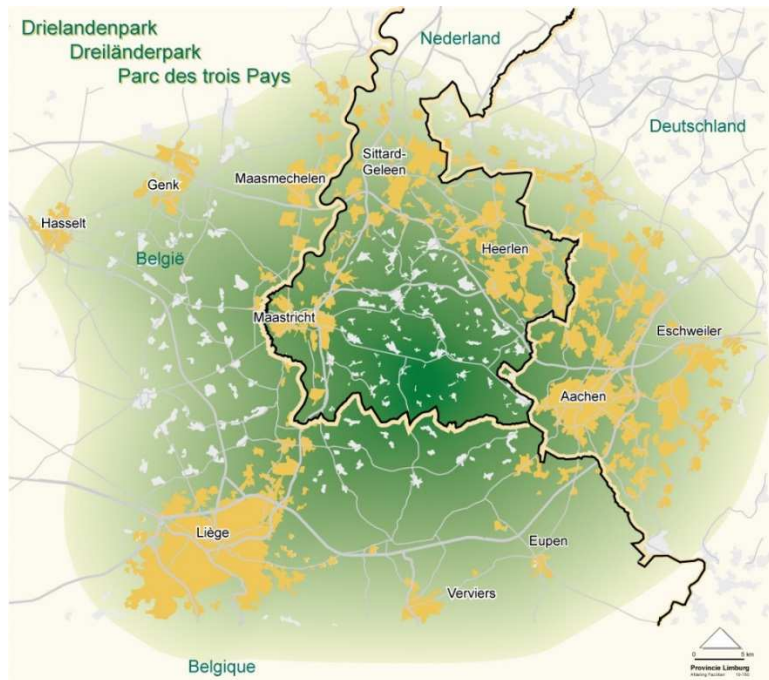 Drielandenpark
Dreiländerpark
Parc des trois Pays
Nederland
Deutschland
Sittard-
Geleen
Genk
Maasmechelen
Hasselt
Heerlen
België
Maastricht
Eschweiler
Aachen
Liège
Eupen
Verviers
Belgique
0 5 km
Provincie Limburg